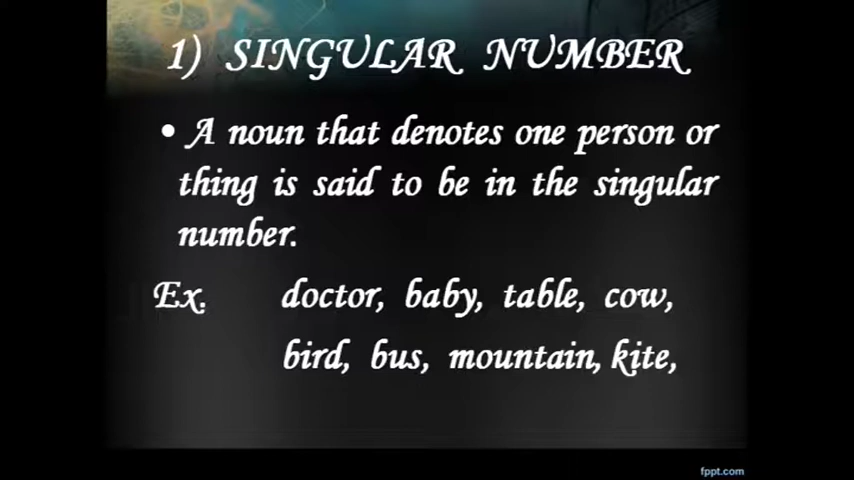 1) SINGULAR NUMBER
• A noun that denotes one person or
thing is said to be in the singular
number.
Ex. doctor, baby, table, cow,
bird, bus, mountain, kite,
fppt.com